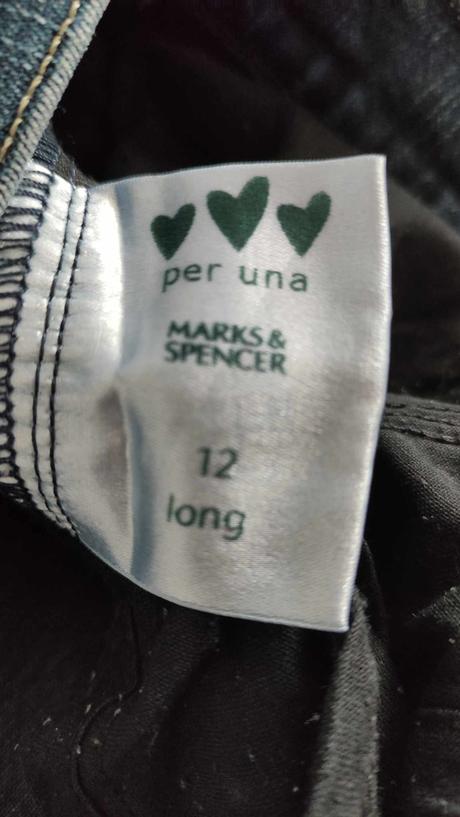 per una
MARKS &
SPENCER
12
long